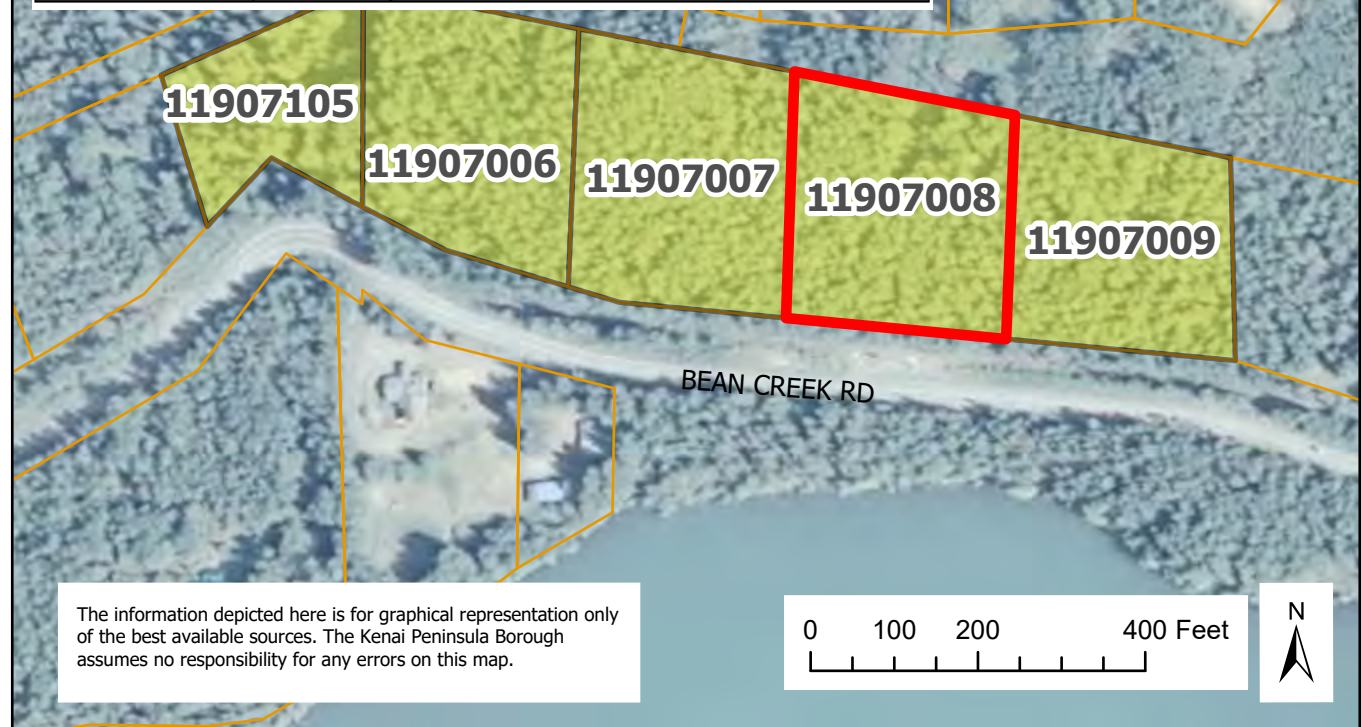 11907105
11907006
11907007
11907008
11907009
BEAN CREEK RD
The information depicted here is for graphical representation only
of the best available sources. The Kenai Peninsula Borough
assumes no responsibility for any errors on this map.
0 100 200 400 Feet
N